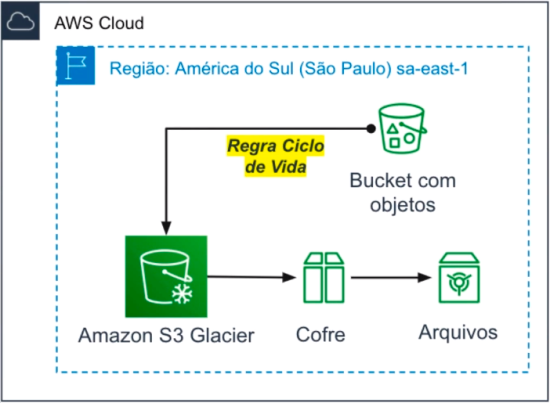 AWS Cloud
Região: América do Sul (São Paulo) sa-east-1
Regra Ciclo
de Vida
Bucket com
objetos
Amazon S3 Glacier
Cofre
Arquivos